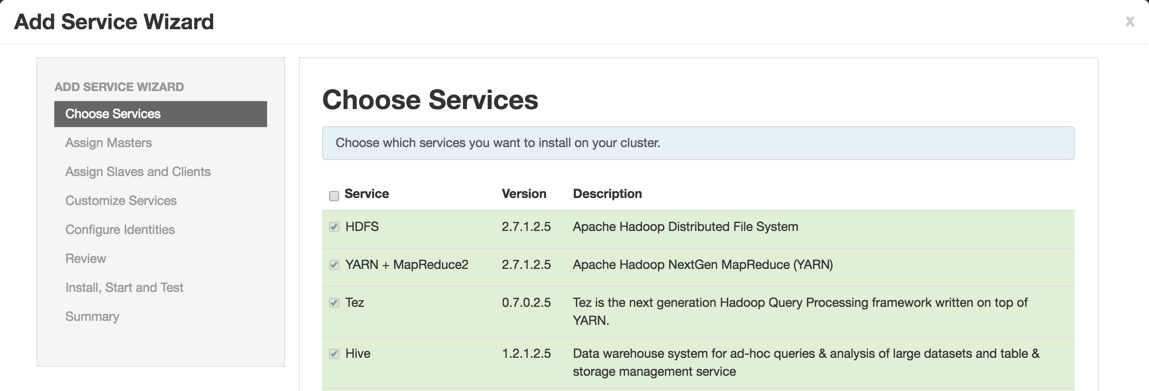 Add Service Wizard
x
ADD SERVICE WIZARD
Choose Services
Assign Masters
Assign Slaves and Clients
Customize Services
Configure Identities
Review
Install, Start and Test
Summary
Choose Services
Choose which services you want to install on your cluster.
Service Version Description
HDFS 2.7.1.2.5 Apache Hadoop Distributed File System
YARN + MapReduce2 2.7.1.2.5 Apache Hadoop NextGen MapReduce (YARN)
Tez 0.7.0.2.5 Tez is the next generation Hadoop Query Processing framework written on top of
YARN.
Hive 1.2.1.2.5 Data warehouse system for ad-hoc queries & analysis of large datasets and table &
storage management service